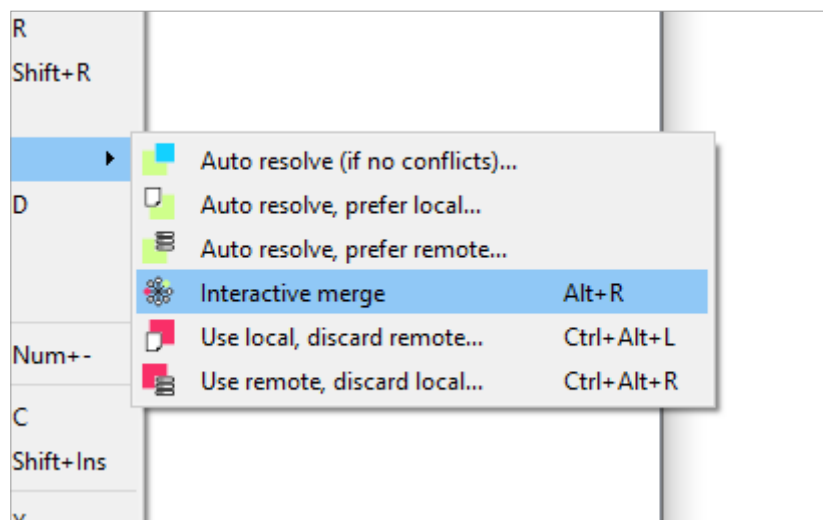 R
Shift+R
Auto resolve (if no conflicts)...
D
Auto resolve, prefer local...
Auto resolve, prefer remote...
Interactive merge Alt+R
Use local, discard remote... Ctrl+Alt+L
Num+-
Use remote, discard local... Ctrl+Alt+R
C
Shift+Ins